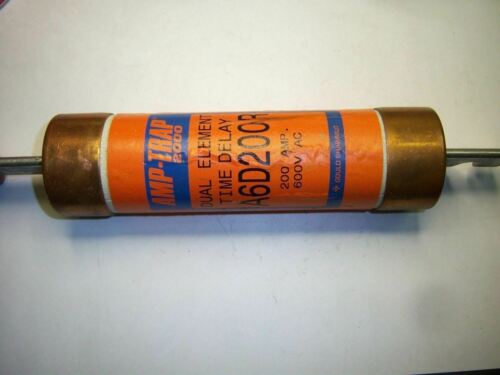 AMP-TRAP
2000
DUAL ELEMENT
TIME DELAY
A6D200R
200 AMP.
600V AC
GOULD SHAWMUT